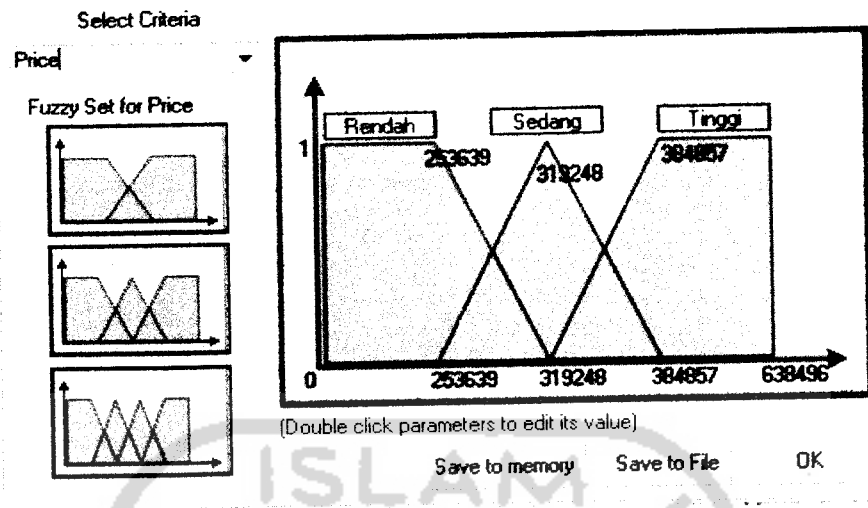 Select Criteria
Price
Fuzzy Set for Price
Rendah
Sedang
Tinggi
1
253639
319248
384857
0
253639
319248
384857
638496
(Double click parameters to edit its value)
Save to memory
Save to File
OK
ISLAM